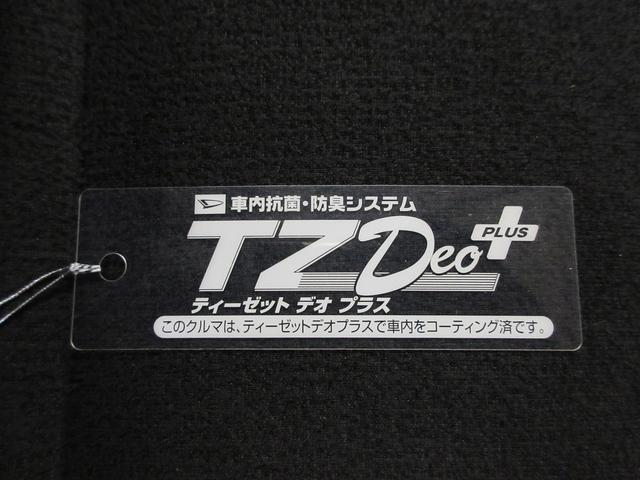 車内抗菌・防臭システム
TZDeo PLUS
ティーゼット デオ プラス
このクルマは、ティーゼットデオプラスで車内をコーティング済です。